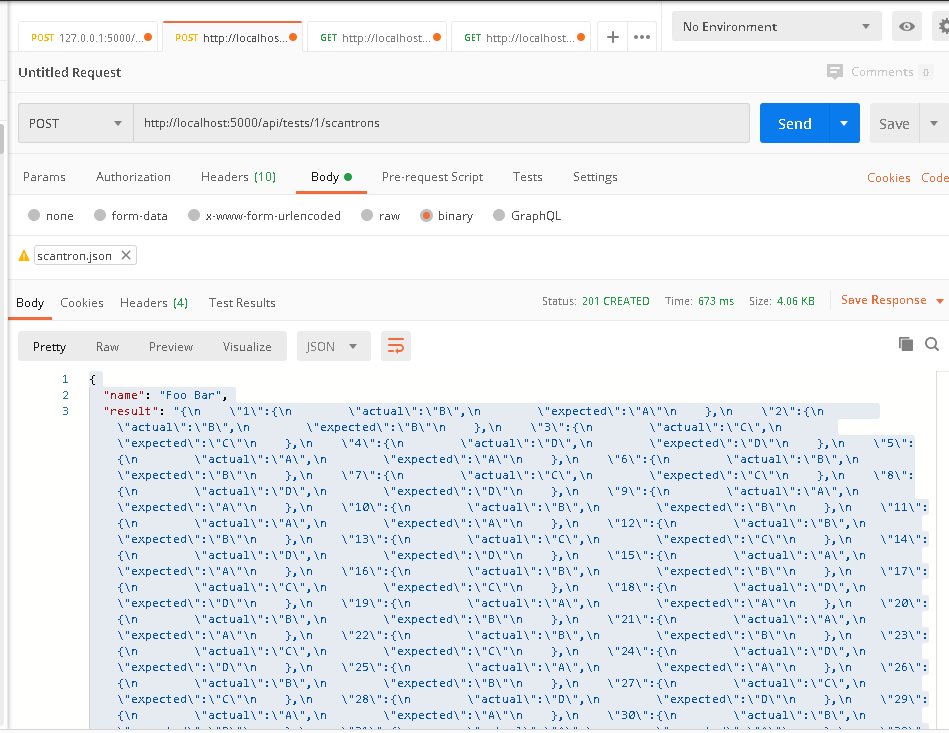 POST 127.0.0.1:5000/... POST http://localhos... GET http://localhost... GET http://localhost... + ••• No Environment
Untitled Request Comments 0
POST http://localhost:5000/api/tests/1/scantrons Send Save
Params Authorization Headers (10) Body Pre-request Script Tests Settings Cookies Code
none form-data x-www-form-urlencoded raw binary GraphQL
scantron.json
Body Cookies Headers (4) Test Results Status: 201 CREATED Time: 673 ms Size: 4.06 KB Save Response
Pretty Raw Preview Visualize JSON
1 {
2 "name": "Foo Bar",
3 "result": "{\n    \"1\":{\n        \"actual\":\"B\",\n        \"expected\":\"A\"\n    },\n    \"2\":{\n
\"actual\":\"B\",\n        \"expected\":\"B\"\n    },\n    \"3\":{\n        \"actual\":\"C\",\n
\"expected\":\"C\"\n    },\n    \"4\":{\n        \"actual\":\"D\",\n        \"expected\":\"D\"\n    },\n    \"5\":
{\n        \"actual\":\"A\",\n        \"expected\":\"A\"\n    },\n    \"6\":{\n        \"actual\":\"B\",\n
\"expected\":\"B\"\n    },\n    \"7\":{\n        \"actual\":\"C\",\n        \"expected\":\"C\"\n    },\n    \"8\":
{\n        \"actual\":\"D\",\n        \"expected\":\"D\"\n    },\n    \"9\":{\n        \"actual\":\"A\",\n
\"expected\":\"A\"\n    },\n    \"10\":{\n        \"actual\":\"B\",\n        \"expected\":\"B\"\n    },\n    \"11\":
{\n        \"actual\":\"A\",\n        \"expected\":\"A\"\n    },\n    \"12\":{\n        \"actual\":\"B\",\n
\"expected\":\"B\"\n    },\n    \"13\":{\n        \"actual\":\"C\",\n        \"expected\":\"C\"\n    },\n    \"14\":
{\n        \"actual\":\"D\",\n        \"expected\":\"D\"\n    },\n    \"15\":{\n        \"actual\":\"A\",\n
\"expected\":\"A\"\n    },\n    \"16\":{\n        \"actual\":\"B\",\n        \"expected\":\"B\"\n    },\n    \"17\":
{\n        \"actual\":\"C\",\n        \"expected\":\"C\"\n    },\n    \"18\":{\n        \"actual\":\"D\",\n
\"expected\":\"D\"\n    },\n    \"19\":{\n        \"actual\":\"A\",\n        \"expected\":\"A\"\n    },\n    \"20\":
{\n        \"actual\":\"B\",\n        \"expected\":\"B\"\n    },\n    \"21\":{\n        \"actual\":\"A\",\n
\"expected\":\"A\"\n    },\n    \"22\":{\n        \"actual\":\"B\",\n        \"expected\":\"B\"\n    },\n    \"23\":
{\n        \"actual\":\"C\",\n        \"expected\":\"C\"\n    },\n    \"24\":{\n        \"actual\":\"D\",\n
\"expected\":\"D\"\n    },\n    \"25\":{\n        \"actual\":\"A\",\n        \"expected\":\"A\"\n    },\n    \"26\":
{\n        \"actual\":\"B\",\n        \"expected\":\"B\"\n    },\n    \"27\":{\n        \"actual\":\"C\",\n
\"expected\":\"C\"\n    },\n    \"28\":{\n        \"actual\":\"D\",\n        \"expected\":\"D\"\n    },\n    \"29\":
{\n        \"actual\":\"A\",\n        \"expected\":\"A\"\n    },\n    \"30\":{\n        \"actual\":\"B\",\n